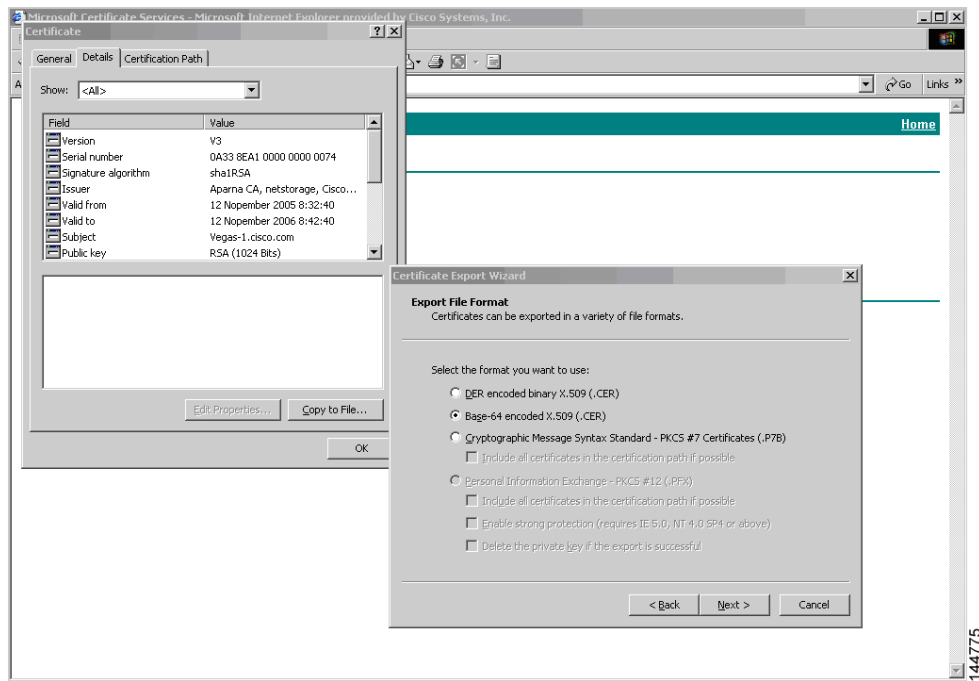 Microsoft Certificate Services - Microsoft Internet Explorer provided by Cisco Systems, Inc.
Certificate
General Details Certification Path
Show: <All>
Field Value
Version V3
Serial number 0A33 8EA1 0000 0000 0074
Signature algorithm sha1RSA
Issuer Aparna CA, netstorage, Cisco...
Valid from 12 Nopember 2005 8:32:40
Valid to 12 Nopember 2006 8:42:40
Subject Vegas-1.cisco.com
Public key RSA (1024 Bits)
Edit Properties... Copy to File...
OK
Go Links »
Home
Certificate Export Wizard
Export File Format
Certificates can be exported in a variety of file formats.
Select the format you want to use:
DER encoded binary X.509 (.CER)
Base-64 encoded X.509 (.CER)
Cryptographic Message Syntax Standard - PKCS #7 Certificates (.P7B)
Include all certificates in the certification path if possible
Personal Information Exchange - PKCS #12 (.PFX)
Include all certificates in the certification path if possible
Enable strong protection (requires IE 5.0, NT 4.0 SP4 or above)
Delete the private key if the export is successful
< Back Next > Cancel
144775